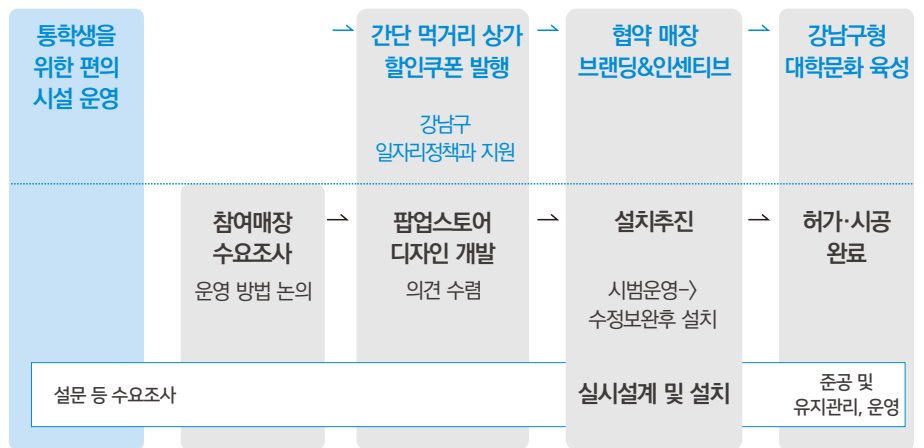 통학생을
위한 편의
시설 운영
→ 간단 먹거리 상가
할인쿠폰 발행
강남구
일자리정책과 지원
→ 협약 매장
브랜딩&인센티브
→ 강남구형
대학문화 육성
참여매장
수요조사
운영 방법 논의
→ 팝업스토어
디자인 개발
의견 수렴
→ 설치추진
시범운영->
수정보완후 설치
→ 허가·시공
완료
설문 등 수요조사
실시설계 및 설치
준공 및
유지관리, 운영